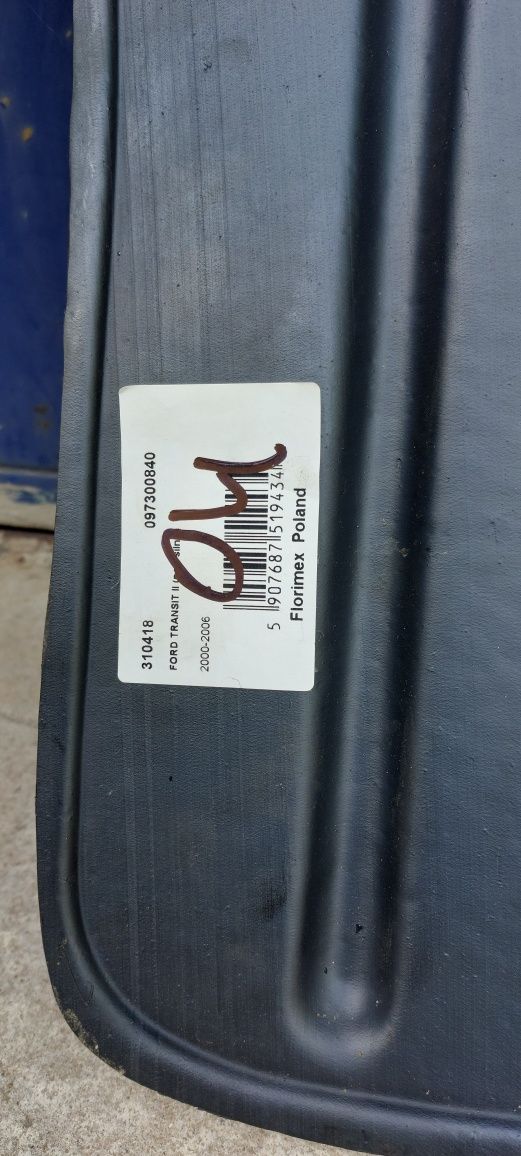 310418 097300840
FORD TRANSIT II
2000-2006
5 907687 519434
Florimex Poland
04